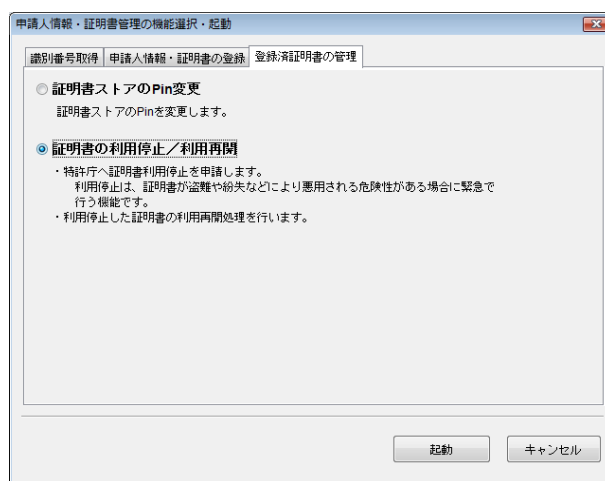 申請人情報・証明書管理の機能選択・起動
識別番号取得 申請人情報・証明書の登録 登録済証明書の管理
証明書ストアのPin変更
証明書ストアのPinを変更します。
証明書の利用停止／利用再開
・特許庁へ証明書利用停止を申請します。
利用停止は、証明書が盗難や紛失などにより悪用される危険性がある場合に緊急で
行う機能です。
・利用停止した証明書の利用再開処理を行います。
起動 キャンセル